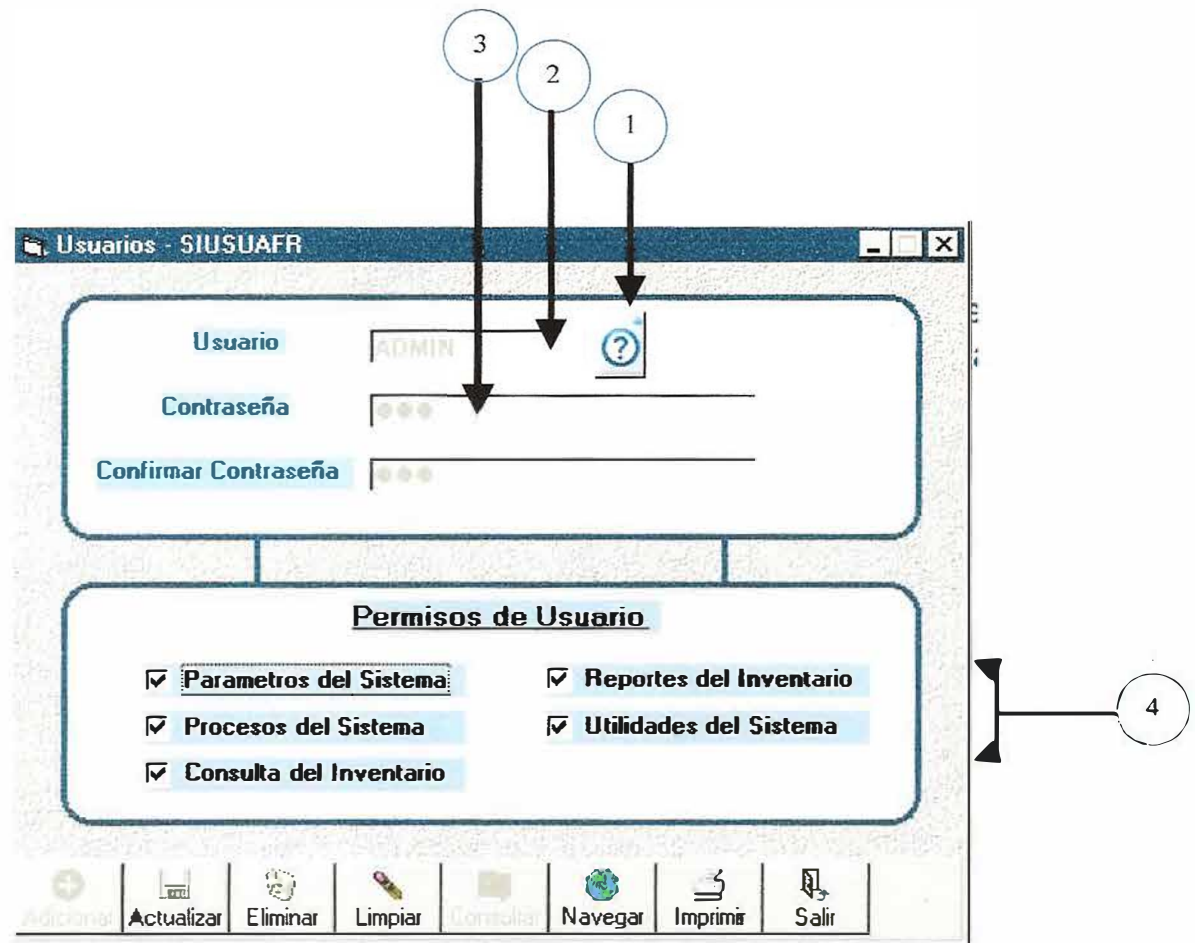 3
2
1
Usuarios - SIUSUAFR
Usuario ADMIN
Contraseña
Confirmar Contraseña
Permisos de Usuario
Parametros del Sistema Reportes del Inventario
Procesos del Sistema Utilidades del Sistema
4
Consulta del Inventario
Adicionar Actualizar Eliminar Limpiar Consultar Navegar Imprimir Salir